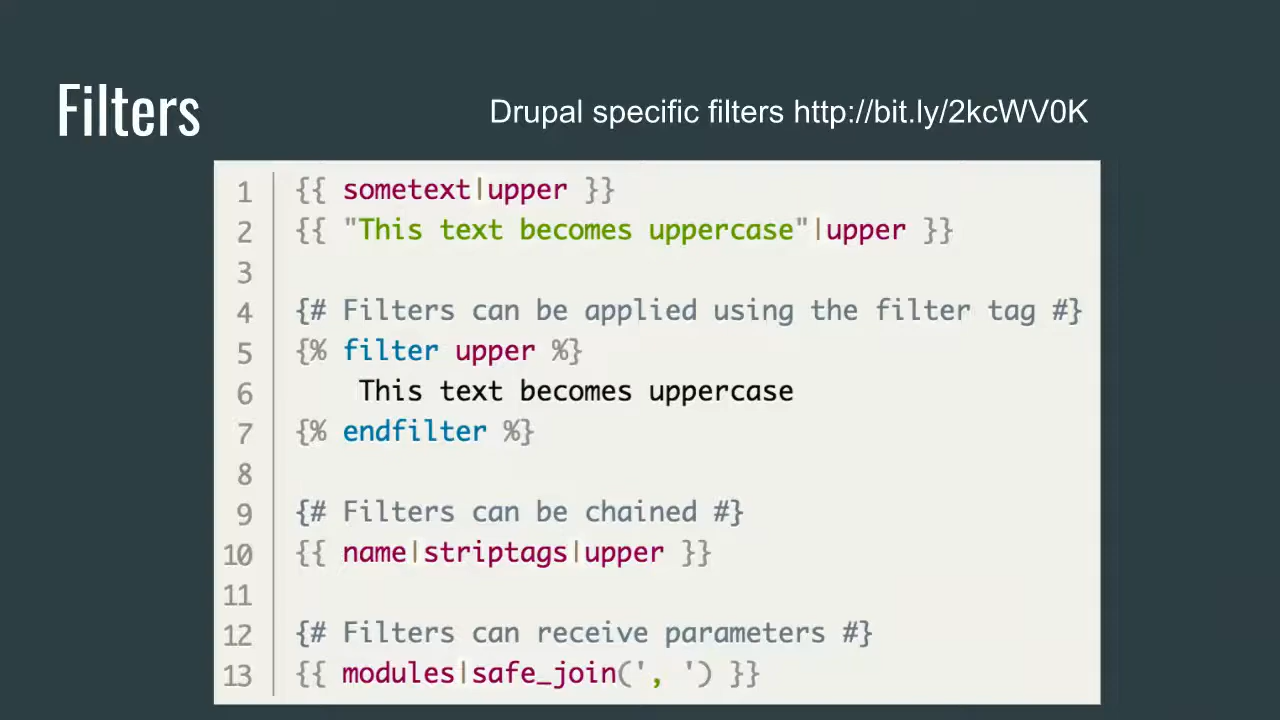 Filters
Drupal specific filters http://bit.ly/2kcWV0K
1 {{ sometext|upper }}
2 {{ "This text becomes uppercase"|upper }}
3
4 {# Filters can be applied using the filter tag #}
5 {% filter upper %}
6     This text becomes uppercase
7 {% endfilter %}
8
9 {# Filters can be chained #}
10 {{ name|striptags|upper }}
11
12 {# Filters can receive parameters #}
13 {{ modules|safe_join(', ') }}